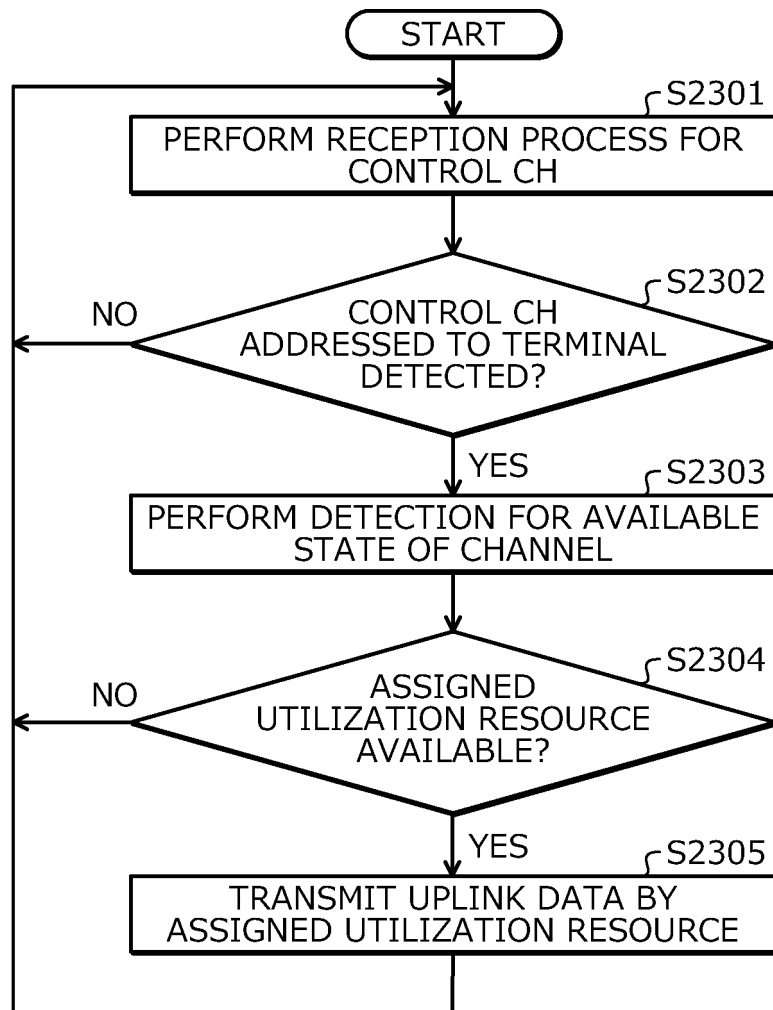 START
S2301
PERFORM RECEPTION PROCESS FOR
CONTROL CH
S2302
CONTROL CH
ADDRESSED TO TERMINAL
DETECTED?
NO
YES
S2303
PERFORM DETECTION FOR AVAILABLE
STATE OF CHANNEL
S2304
ASSIGNED
UTILIZATION RESOURCE
AVAILABLE?
NO
YES
S2305
TRANSMIT UPLINK DATA BY
ASSIGNED UTILIZATION RESOURCE